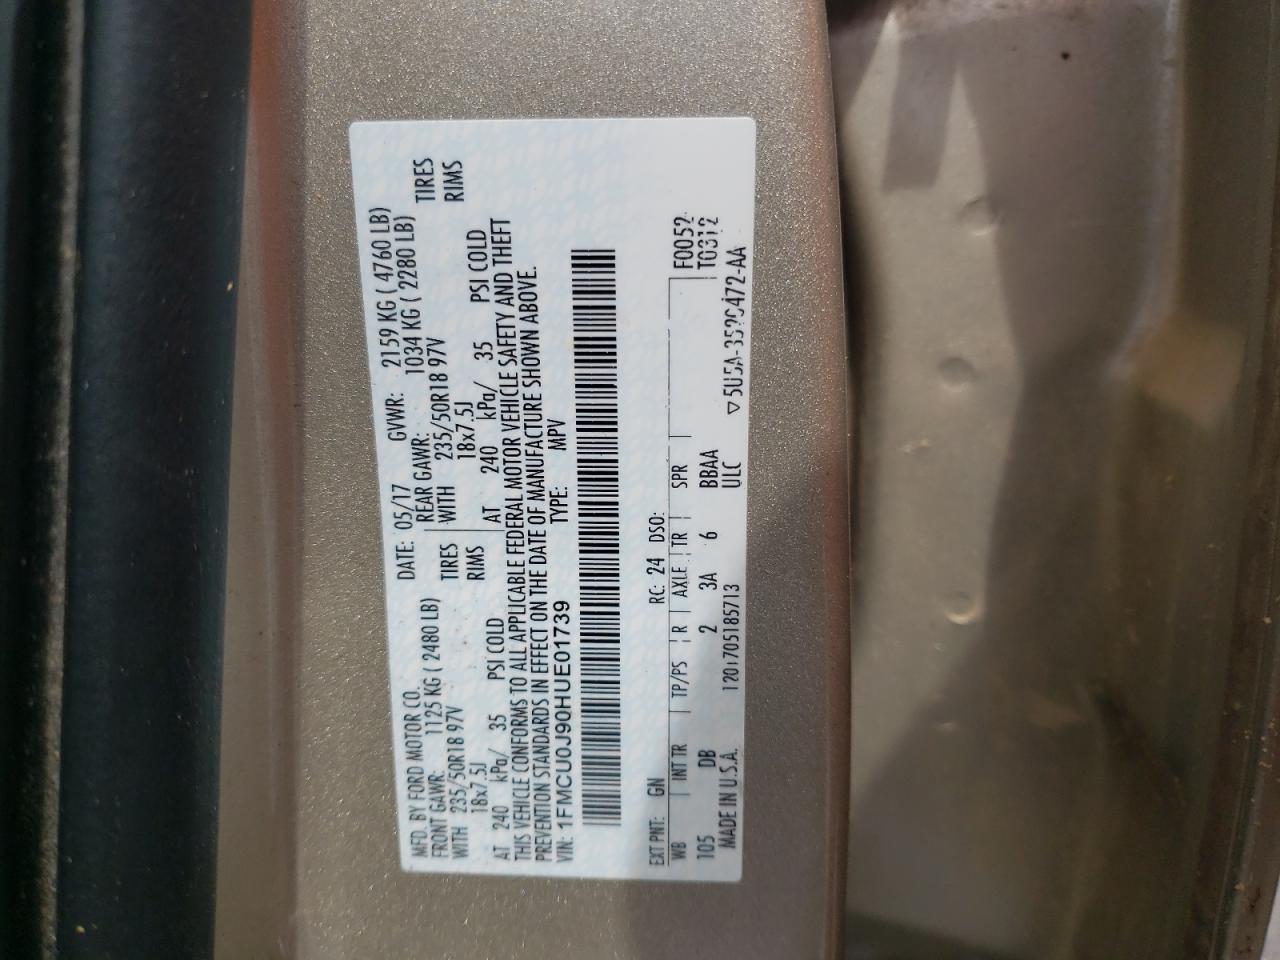 MFD. BY FORD MOTOR CO.
DATE: 05/17 GVWR: 2159 KG ( 4760 LB)
FRONT GAWR: 1125 KG ( 2480 LB) REAR GAWR: 1034 KG ( 2280 LB)
WITH 235/50R18 97V TIRES WITH 235/50R18 97V TIRES
18x7.5J RIMS 18x7.5J RIMS
AT 240 kPa/ 35 PSI COLD AT 240 kPa/ 35 PSI COLD
THIS VEHICLE CONFORMS TO ALL APPLICABLE FEDERAL MOTOR VEHICLE SAFETY AND THEFT
PREVENTION STANDARDS IN EFFECT ON THE DATE OF MANUFACTURE SHOWN ABOVE.
VIN: 1FMCU0J90HUE01739 TYPE: MPV
EXT PNT: GN RC: 24 DSO:
WB INT TR TP/PS R AXLE TR SPR F0052
105 DB 2 3A 6 BBAA TG312
MADE IN U.S.A. 1201705185713 ULC